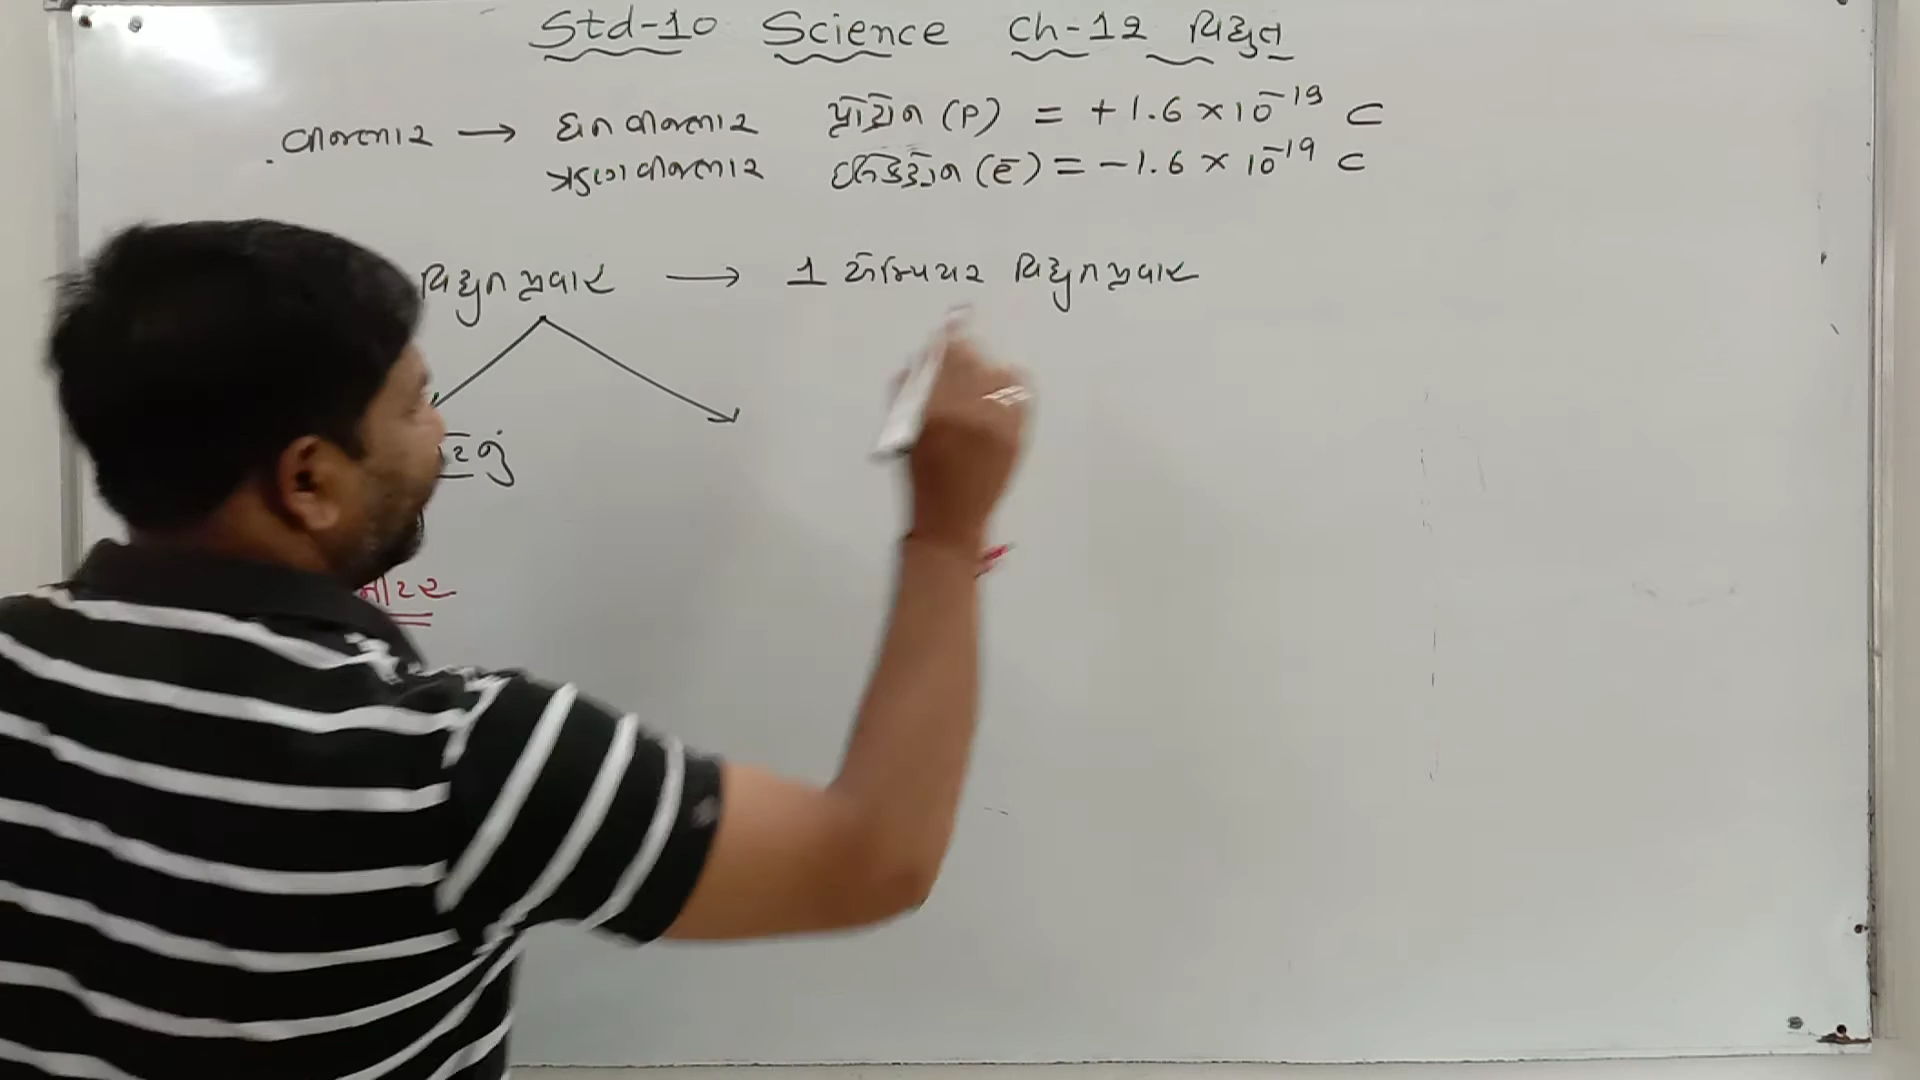 Std-10 Science Ch-12 વિદ્યુત
વીજભાર → ધન વીજભાર પ્રોટોન (P) = + 1.6 × 10⁻¹⁹ C
ઋણ વીજભાર ઇલેક્ટ્રોન (e⁻) = − 1.6 × 10⁻¹⁹ C
વિદ્યુતપ્રવાહ → 1 એમ્પિયર વિદ્યુતપ્રવાહ